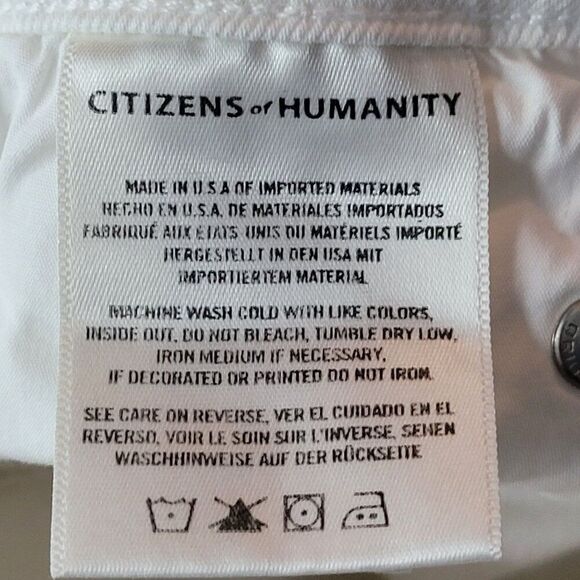 CITIZENS of HUMANITY
MADE IN U.S.A OF IMPORTED MATERIALS
HECHO EN U.S.A. DE MATERIALES IMPORTADOS
FABRIQUÉ AUX ETATS-UNIS DU MATÉRIELS IMPORTÉ
HERGESTELLT IN DEN USA MIT
IMPORTIERTEM MATERIAL
MACHINE WASH COLD WITH LIKE COLORS,
INSIDE OUT, DO NOT BLEACH, TUMBLE DRY LOW,
IRON MEDIUM IF NECESSARY,
IF DECORATED OR PRINTED DO NOT IRON.
SEE CARE ON REVERSE, VER EL CUIDADO EN EL
REVERSO, VOIR LE SOIN SUR L'INVERSE, SEHEN
WASCHHINWEISE AUF DER RÜCKSEITE